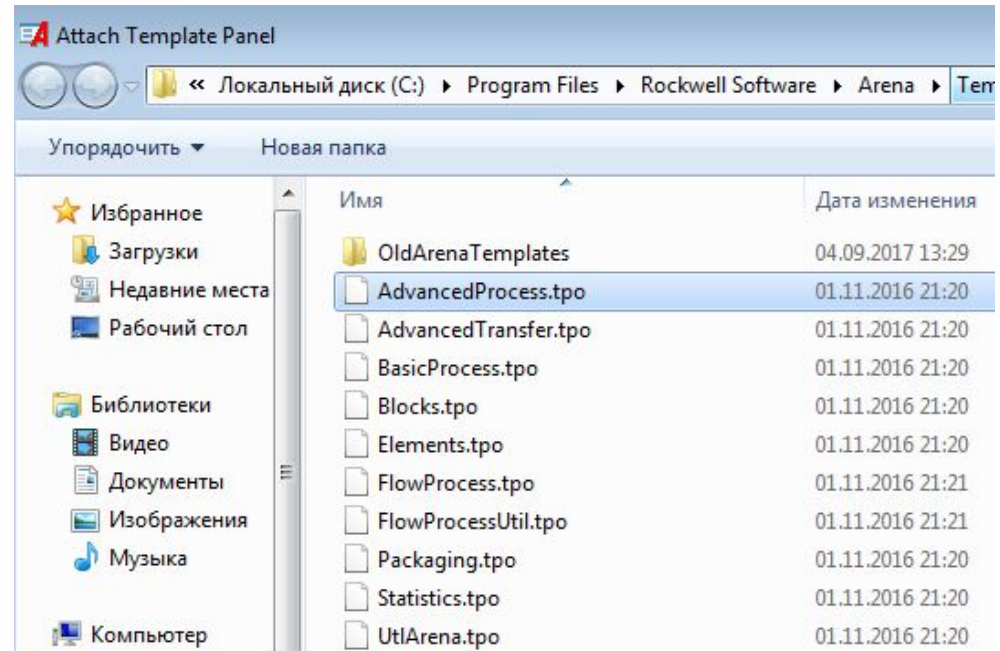 Attach Template Panel
« Локальный диск (C:) Program Files Rockwell Software Arena Tem
Упорядочить Новая папка
Избранное
Загрузки
Недавние места
Рабочий стол
Библиотеки
Видео
Документы
Изображения
Музыка
Компьютер
Имя Дата изменения
OldArenaTemplates 04.09.2017 13:29
AdvancedProcess.tpo 01.11.2016 21:20
AdvancedTransfer.tpo 01.11.2016 21:20
BasicProcess.tpo 01.11.2016 21:20
Blocks.tpo 01.11.2016 21:20
Elements.tpo 01.11.2016 21:20
FlowProcess.tpo 01.11.2016 21:21
FlowProcessUtil.tpo 01.11.2016 21:21
Packaging.tpo 01.11.2016 21:20
Statistics.tpo 01.11.2016 21:20
UtlArena.tpo 01.11.2016 21:20